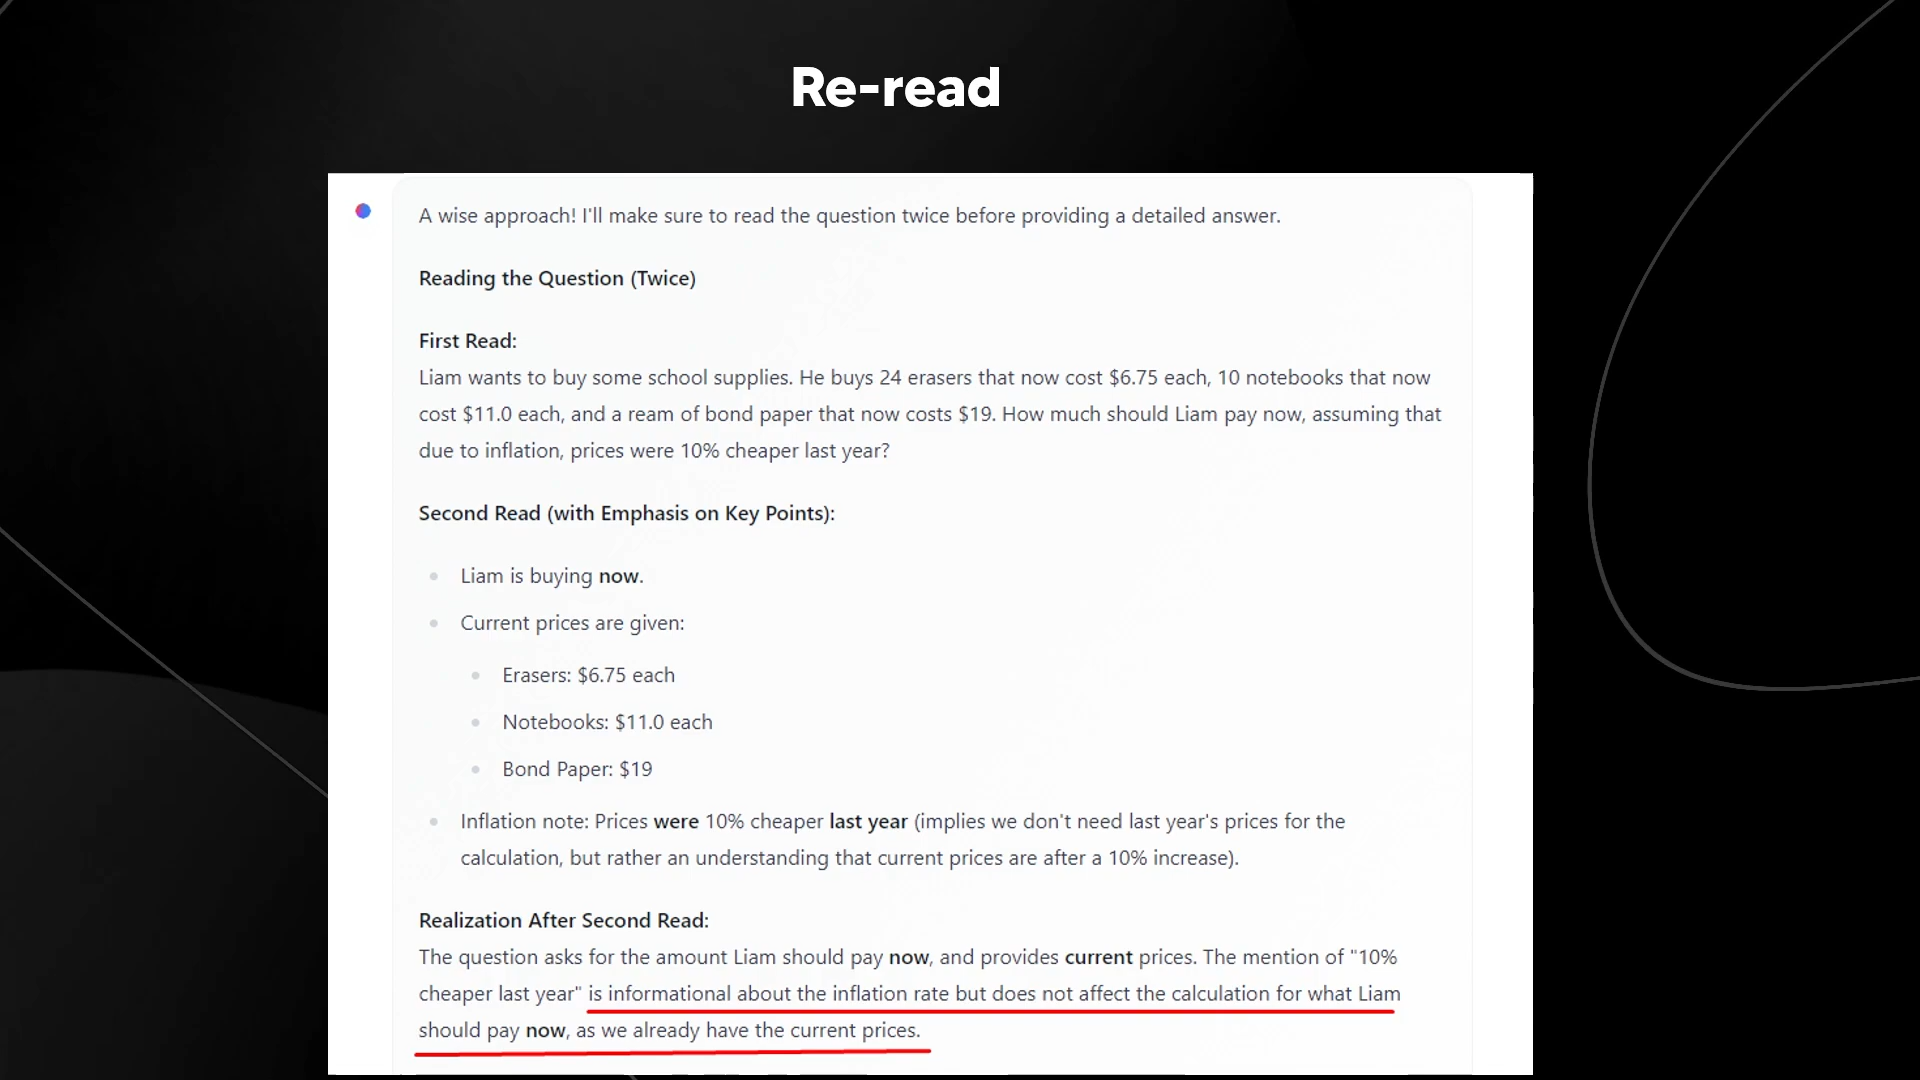 Re-read
A wise approach! I'll make sure to read the question twice before providing a detailed answer.
Reading the Question (Twice)
First Read:
Liam wants to buy some school supplies. He buys 24 erasers that now cost $6.75 each, 10 notebooks that now
cost $11.0 each, and a ream of bond paper that now costs $19. How much should Liam pay now, assuming that
due to inflation, prices were 10% cheaper last year?
Second Read (with Emphasis on Key Points):
Liam is buying now.
Current prices are given:
Erasers: $6.75 each
Notebooks: $11.0 each
Bond Paper: $19
Inflation note: Prices were 10% cheaper last year (implies we don't need last year's prices for the
calculation, but rather an understanding that current prices are after a 10% increase).
Realization After Second Read:
The question asks for the amount Liam should pay now, and provides current prices. The mention of "10%
cheaper last year" is informational about the inflation rate but does not affect the calculation for what Liam
should pay now, as we already have the current prices.